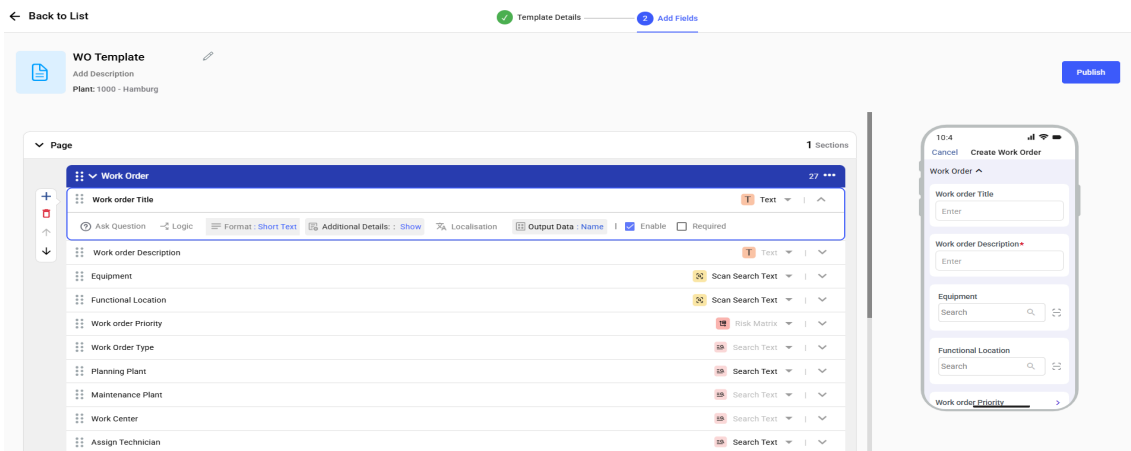 Back to List
Template Details
2 Add Fields
WO Template
Add Description
Plant: 1000 - Hamburg
Publish
Page
1 Sections
Work Order
27
Work order Title
T Text
Ask Question Logic Format : Short Text Additional Details: : Show Localisation Output Data : Name Enable Required
Work order Description
T Text
Equipment
Scan Search Text
Functional Location
Scan Search Text
Work order Priority
Risk Matrix
Work Order Type
Search Text
Planning Plant
Search Text
Maintenance Plant
Search Text
Work Center
Search Text
Assign Technician
Search Text
10:4
Cancel Create Work Order
Work Order
Work order Title
Enter
Work order Description*
Enter
Equipment
Search
Functional Location
Search
Work order Priority